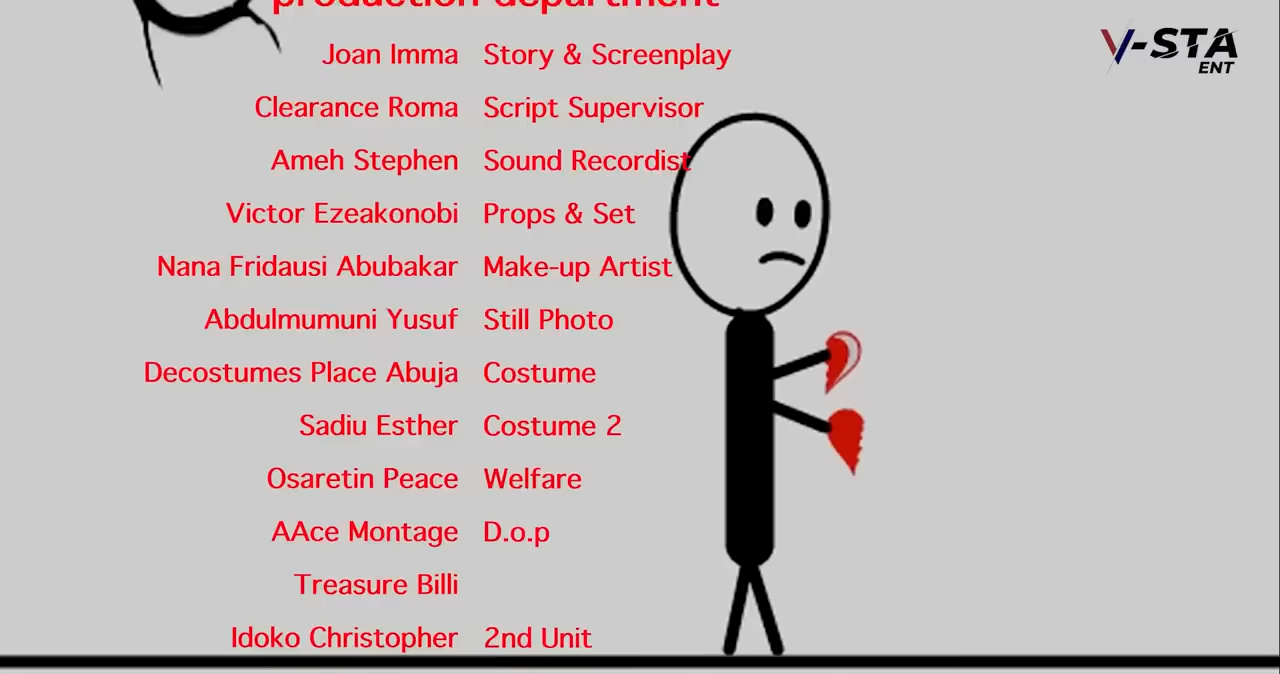 production department
Joan Imma Story & Screenplay
Clearance Roma Script Supervisor
Ameh Stephen Sound Recordist
Victor Ezeakonobi Props & Set
Nana Fridausi Abubakar Make-up Artist
Abdulmumuni Yusuf Still Photo
Decostumes Place Abuja Costume
Sadiu Esther Costume 2
Osaretin Peace Welfare
AAce Montage D.o.p
Treasure Billi
Idoko Christopher 2nd Unit
V-STA
ENT